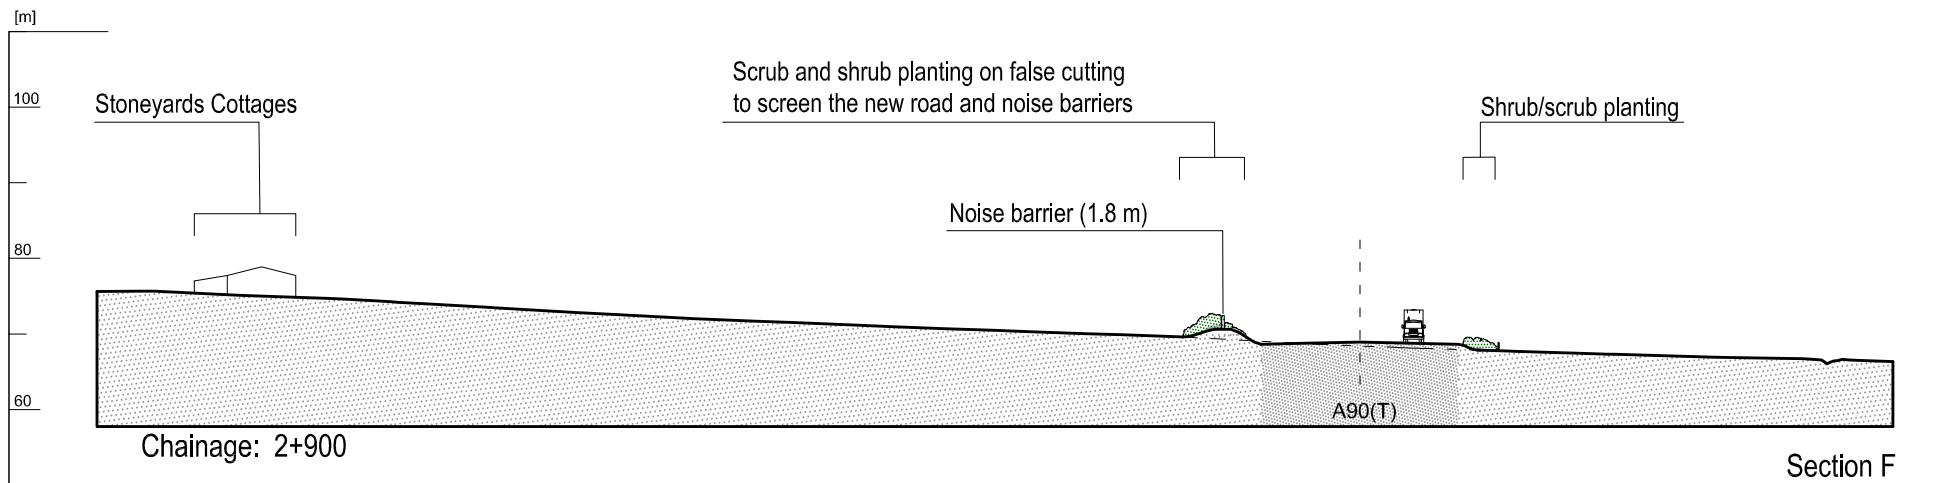 [m]
Scrub and shrub planting on false cutting
to screen the new road and noise barriers
100
Stoneyards Cottages
Shrub/scrub planting
Noise barrier (1.8 m)
80
60
A90(T)
Chainage: 2+900
Section F